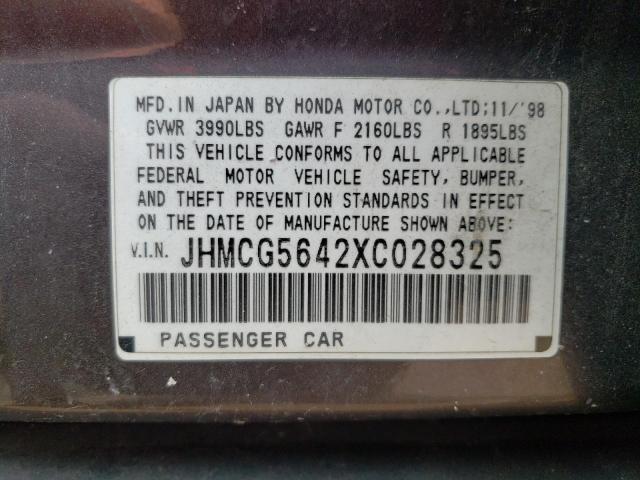 MFD. IN JAPAN BY HONDA MOTOR CO.,LTD;11/'98
GVWR 3990LBS GAWR F 2160LBS R 1895LBS
THIS VEHICLE CONFORMS TO ALL APPLICABLE
FEDERAL MOTOR VEHICLE SAFETY, BUMPER,
AND THEFT PREVENTION STANDARDS IN EFFECT
ON THE DATE OF MANUFACTURE SHOWN ABOVE:
V.I.N. JHMCG5642XC028325
PASSENGER CAR